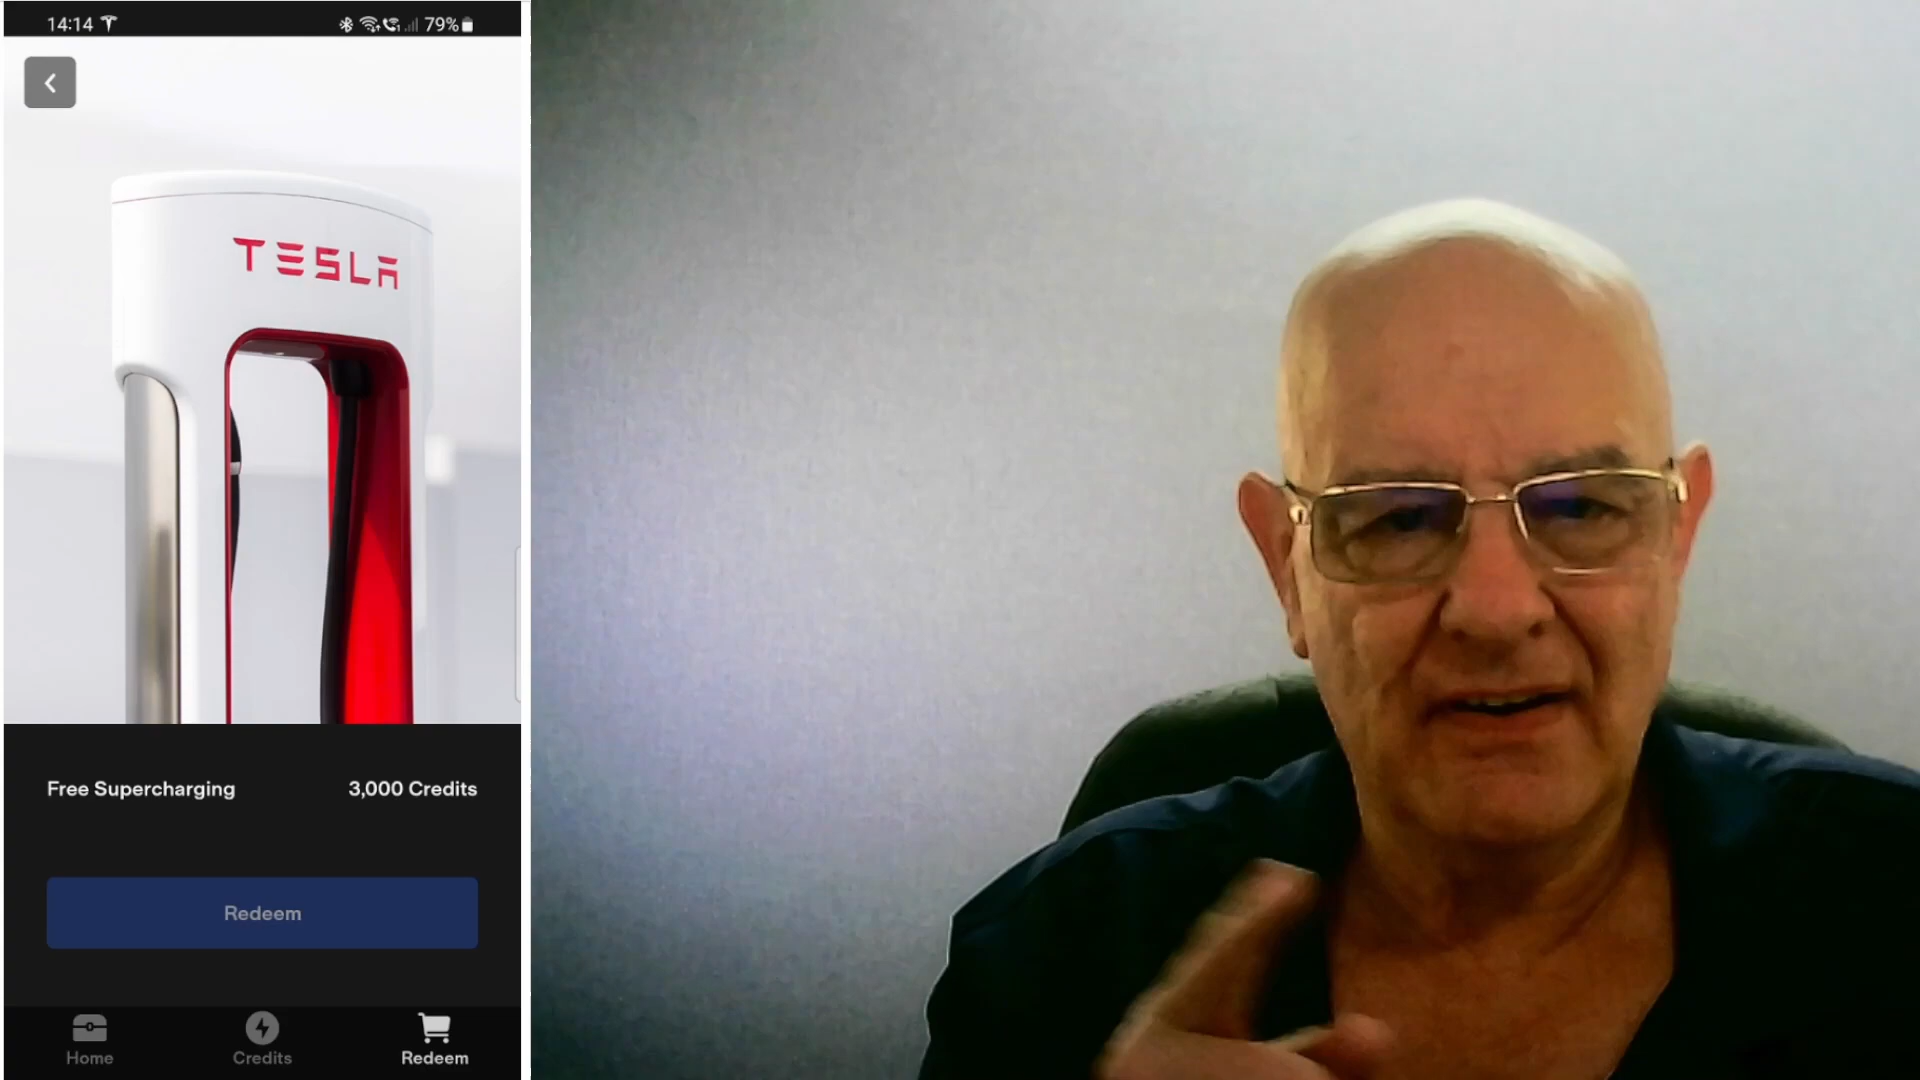 14:14
79%
TESLA
Free Supercharging
3,000 Credits
Redeem
Home
Credits
Redeem